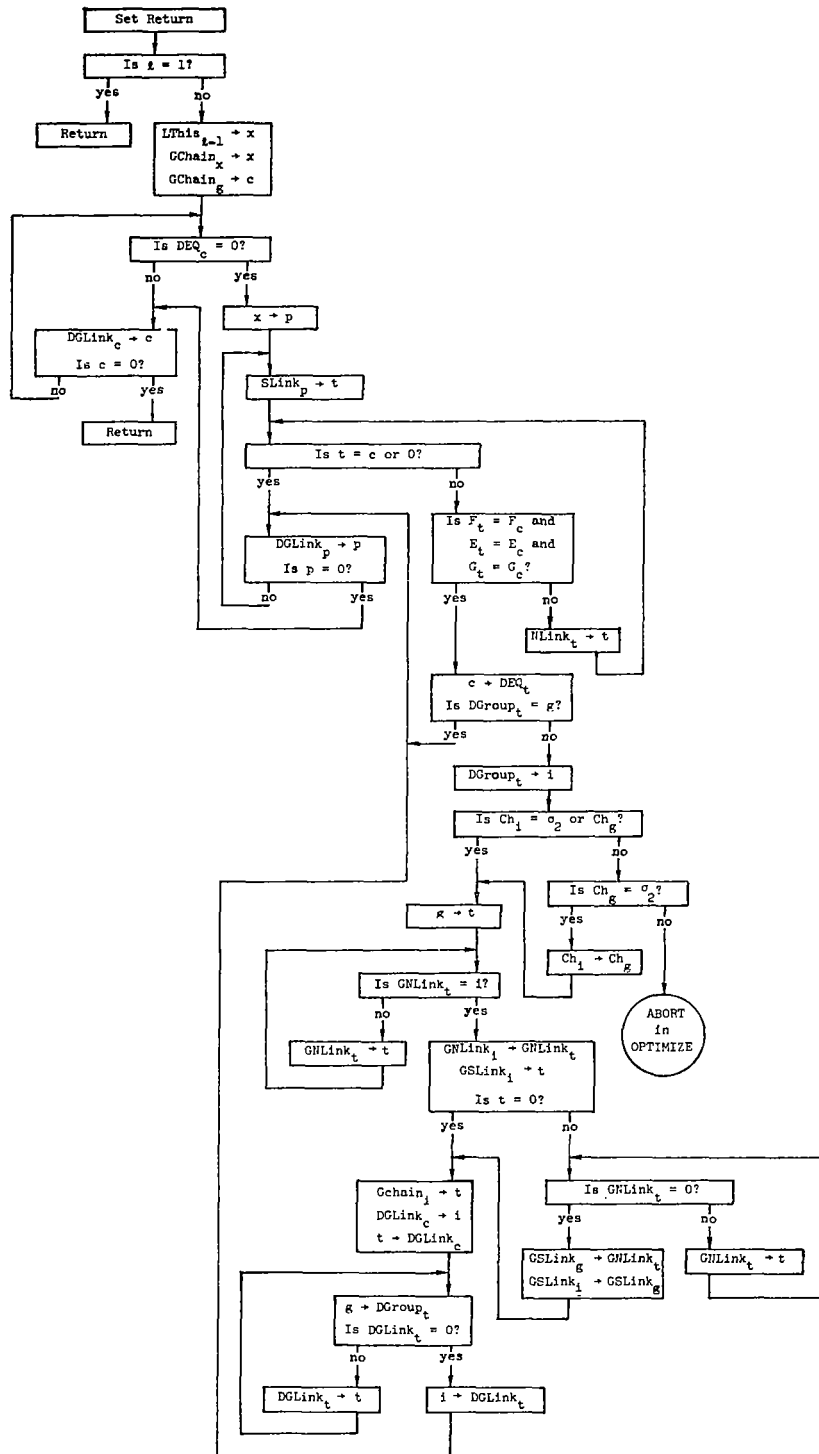 Set Return
Is ℓ = 1?
yes
no
Return
LThis_{ℓ-1} → x
GChain_x → x
GChain_g → c
Is DEQ_c = 0?
no
yes
x → p
DGLink_c → c
Is c = 0?
no
yes
Return
SLink_p → t
Is t = c or 0?
yes
no
DGLink_p → p
Is p = 0?
no
yes
Is F_t = F_c and
E_t = E_c and
G_t = G_c?
yes
no
NLink_t → t
c → DEQ_t
Is DGroup_t = g?
yes
no
DGroup_t → i
Is Ch_i = σ_2 or Ch_g?
yes
no
Is Ch_g = σ_2?
yes
no
g → t
Ch_i → Ch_g
ABORT
in
OPTIMIZE
Is GNLink_t = i?
no
yes
GNLink_t → t
GNLink_i → GNLink_t
GSLink_i → t
Is t = 0?
yes
no
Gchain_i → t
DGLink_c → i
t → DGLink_c
Is GNLink_t = 0?
yes
no
GSLink_g → GNLink_t
GSLink_i → GSLink_g
GNLink_t → t
g → DGroup_t
Is DGLink_t = 0?
no
yes
DGLink_t → t
i → DGLink_t